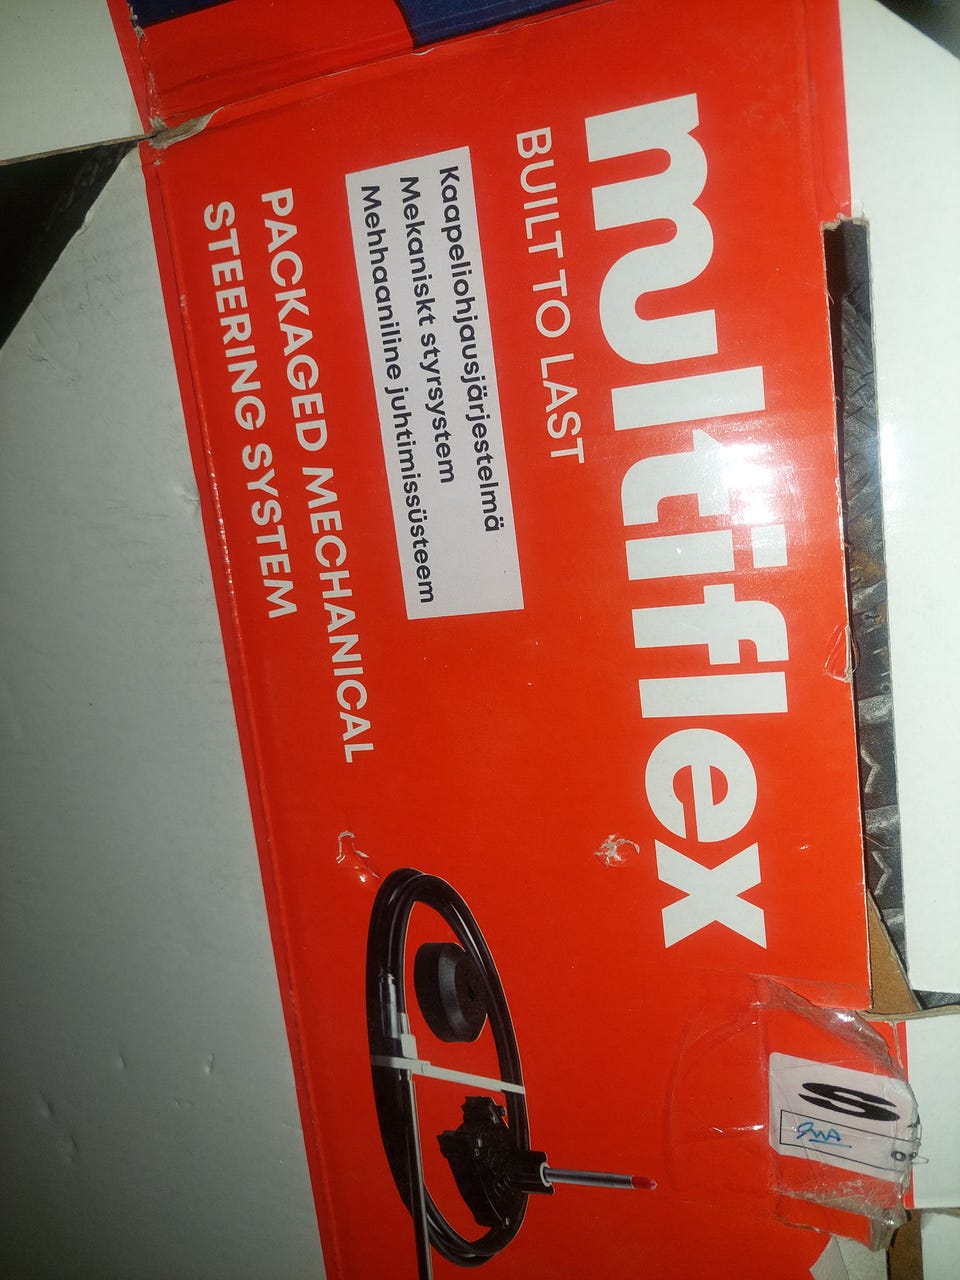 multiflex
BUILT TO LAST
Kaapeliohjausjärjestelmä
Mekaniskt styrsystem
Mehhaaniline juhtimissüsteem
PACKAGED MECHANICAL
STEERING SYSTEM